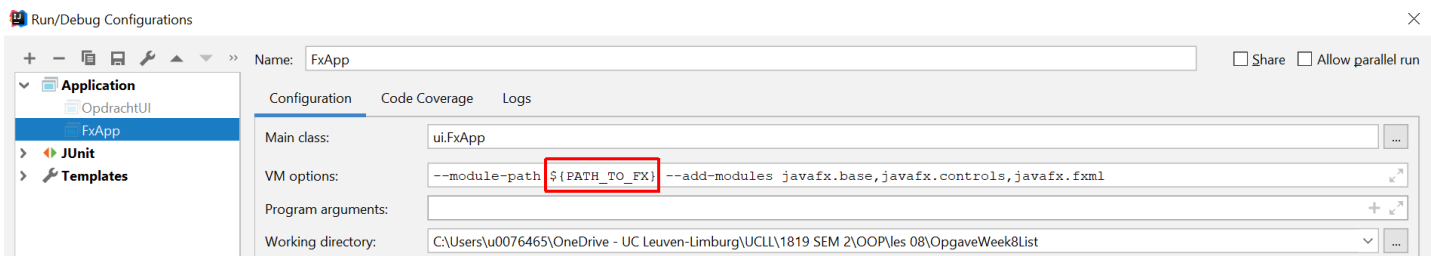 Run/Debug Configurations
Name: FxApp
Share Allow parallel run
Application
OpdrachtUI
FxApp
JUnit
Templates
Configuration Code Coverage Logs
Main class: ui.FxApp ...
VM options: --module-path ${PATH_TO_FX} --add-modules javafx.base,javafx.controls,javafx.fxml
Program arguments:
Working directory: C:\Users\u0076465\OneDrive - UC Leuven-Limburg\UCLL\1819 SEM 2\OOP\les 08\OpgaveWeek8List ...